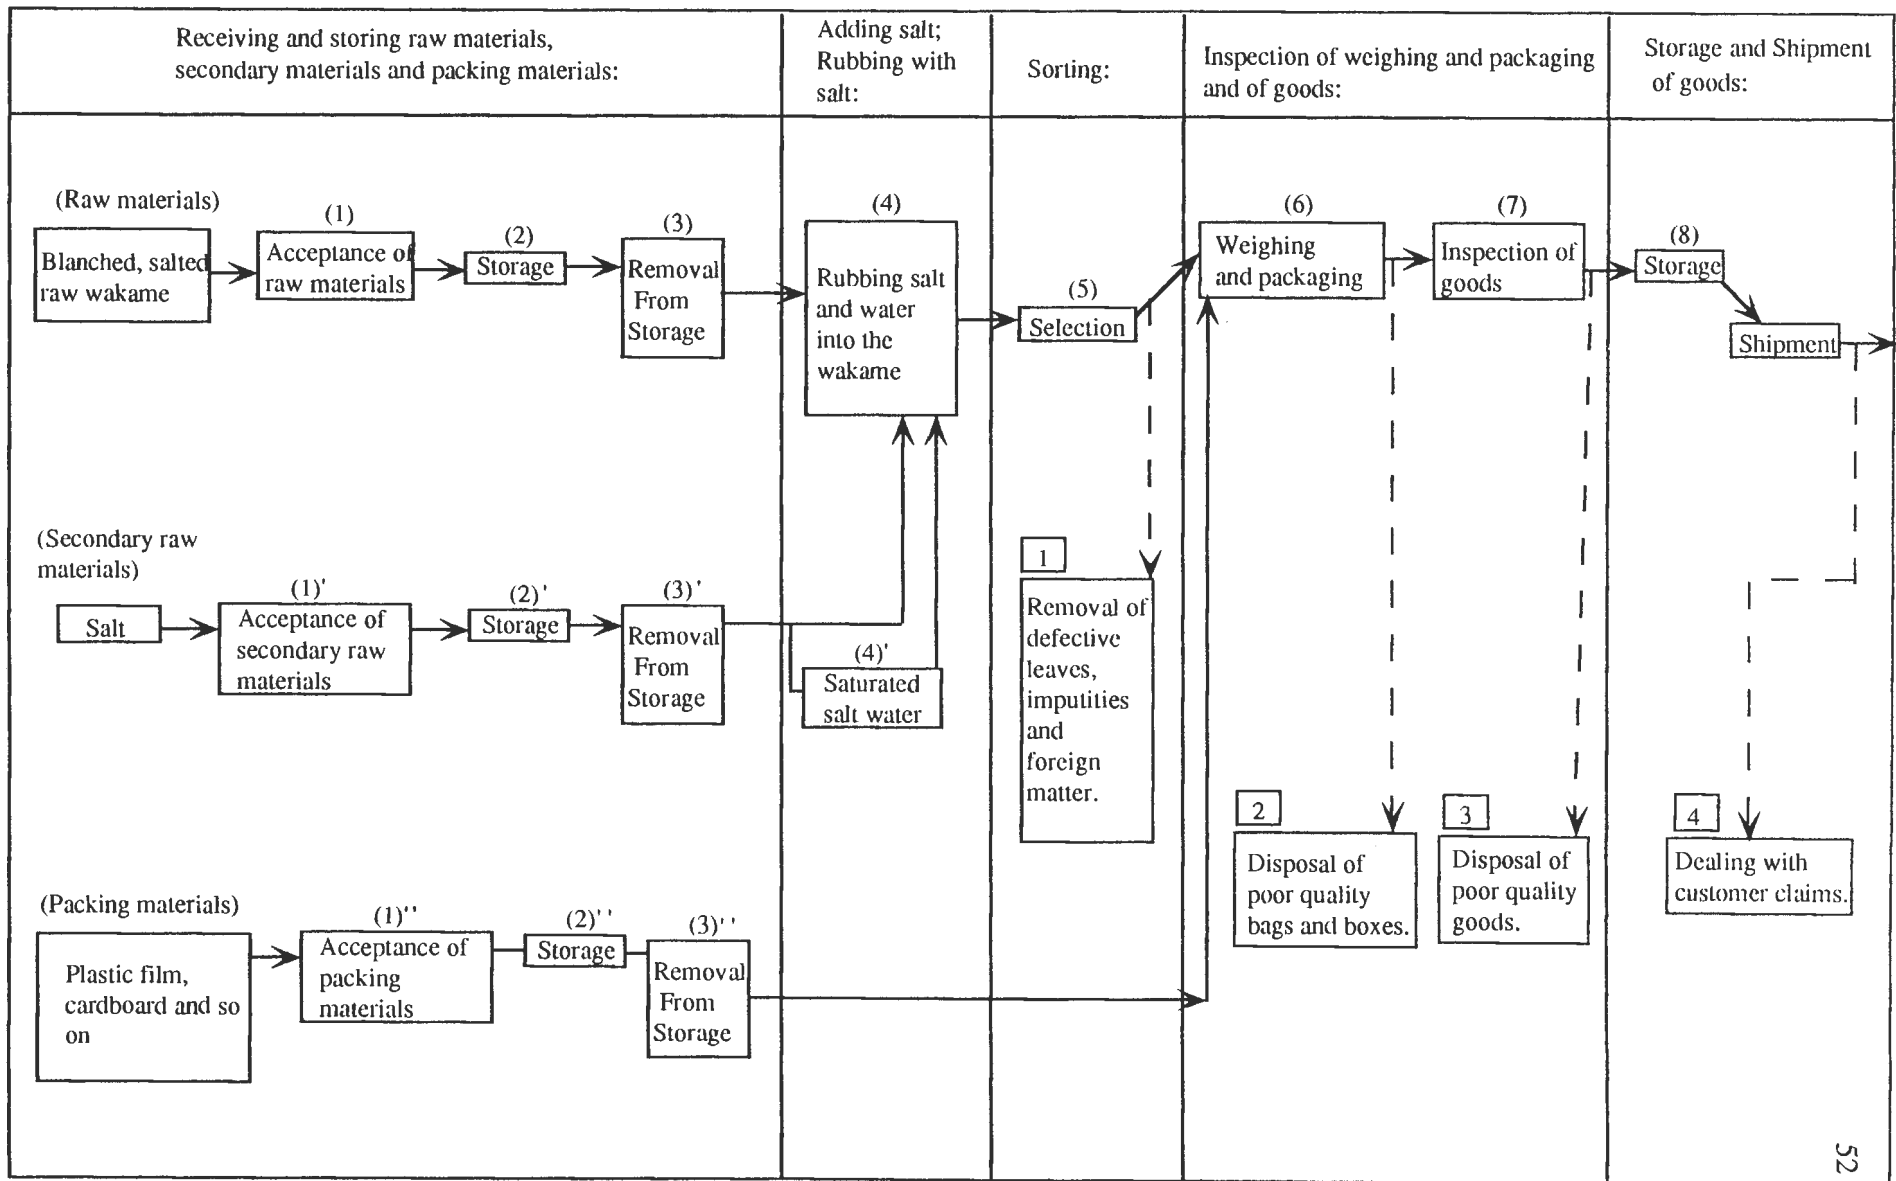 Receiving and storing raw materials,
secondary materials and packing materials:
Adding salt;
Rubbing with
salt:
Sorting:
Inspection of weighing and packaging
and of goods:
Storage and Shipment
of goods:
(Raw materials)
Blanched, salted
raw wakame
(1)
Acceptance of
raw materials
(2)
Storage
(3)
Removal
From
Storage
(4)
Rubbing salt
and water
into the
wakame
(5)
Selection
(6)
Weighing
and packaging
(7)
Inspection of
goods
(8)
Storage
Shipment
(Secondary raw
materials)
Salt
(1)'
Acceptance of
secondary raw
materials
(2)'
Storage
(3)'
Removal
From
Storage
(4)'
Saturated
salt water
1
Removal of
defective
leaves,
imputities
and
foreign
matter.
2
Disposal of
poor quality
bags and boxes.
3
Disposal of
poor quality
goods.
4
Dealing with
customer claims.
(Packing materials)
Plastic film,
cardboard and so
on
(1)''
Acceptance of
packing
materials
(2)''
Storage
(3)''
Removal
From
Storage
52